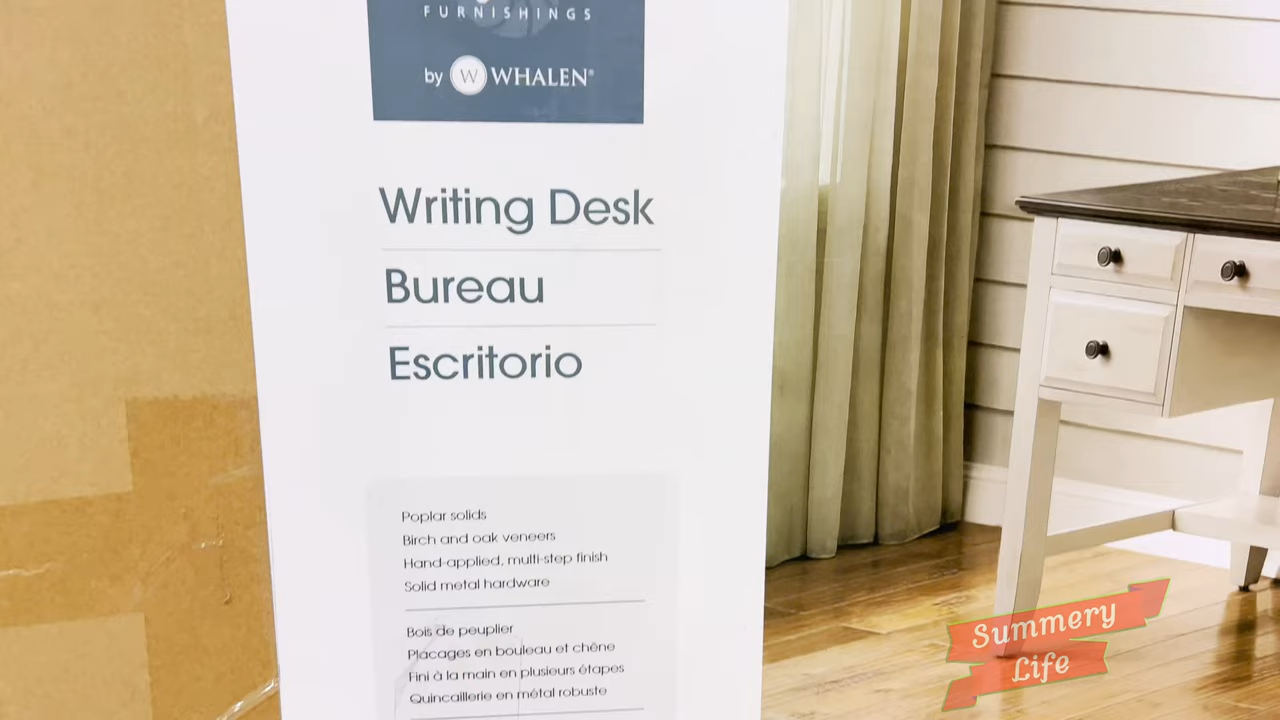 FURNISHINGS
by W WHALEN®
Writing Desk
Bureau
Escritorio
Poplar solids
Birch and oak veneers
Hand-applied, multi-step finish
Solid metal hardware
Bois de peuplier
Placages en bouleau et chêne
Fini à la main en plusieurs étapes
Quincaillerie en métal robuste
Summery
Life